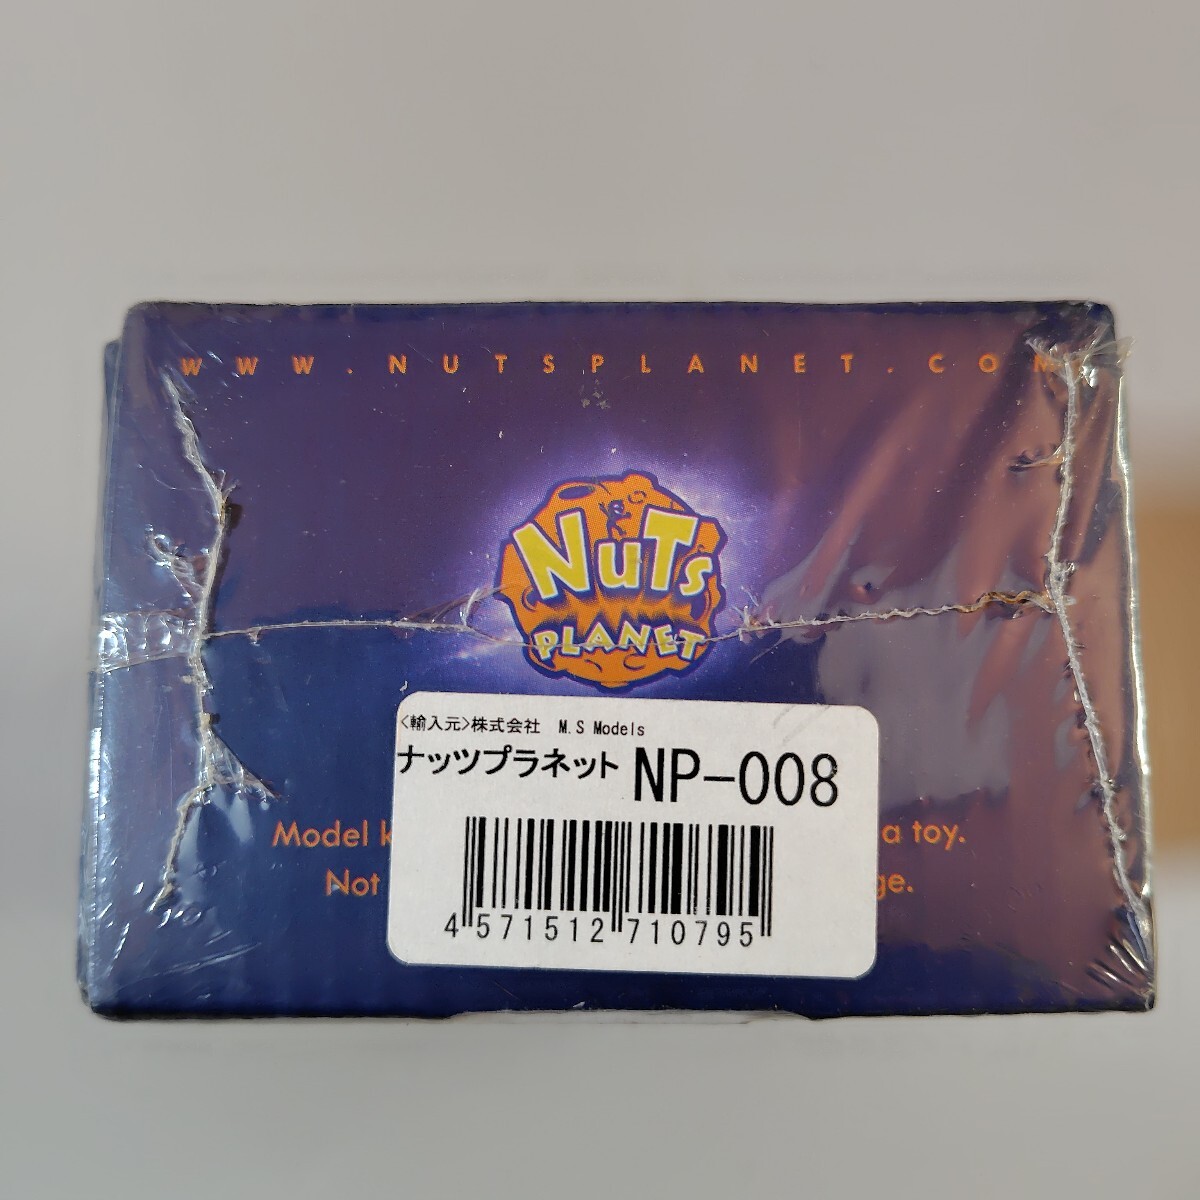 WWW.NUTSPLANET.COM
NuTs
PLANET
<輸入元>株式会社 M.S Models
ナッツプラネット NP-008
Model a toy.
Not
4 571512 710795